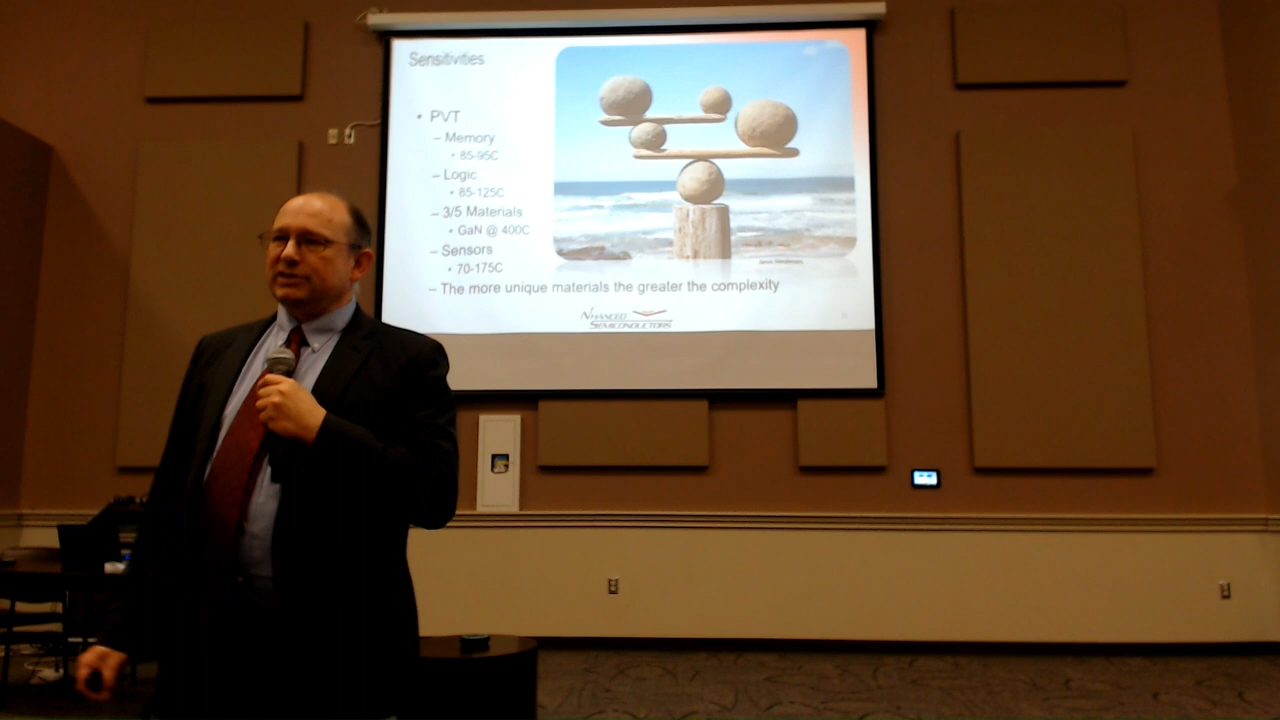 Sensitivities
• PVT
– Memory
• 85-95C
– Logic
• 85-125C
– 3/5 Materials
• GaN @ 400C
– Sensors
• 70-175C
– The more unique materials the greater the complexity
NHANCED
SEMICONDUCTORS